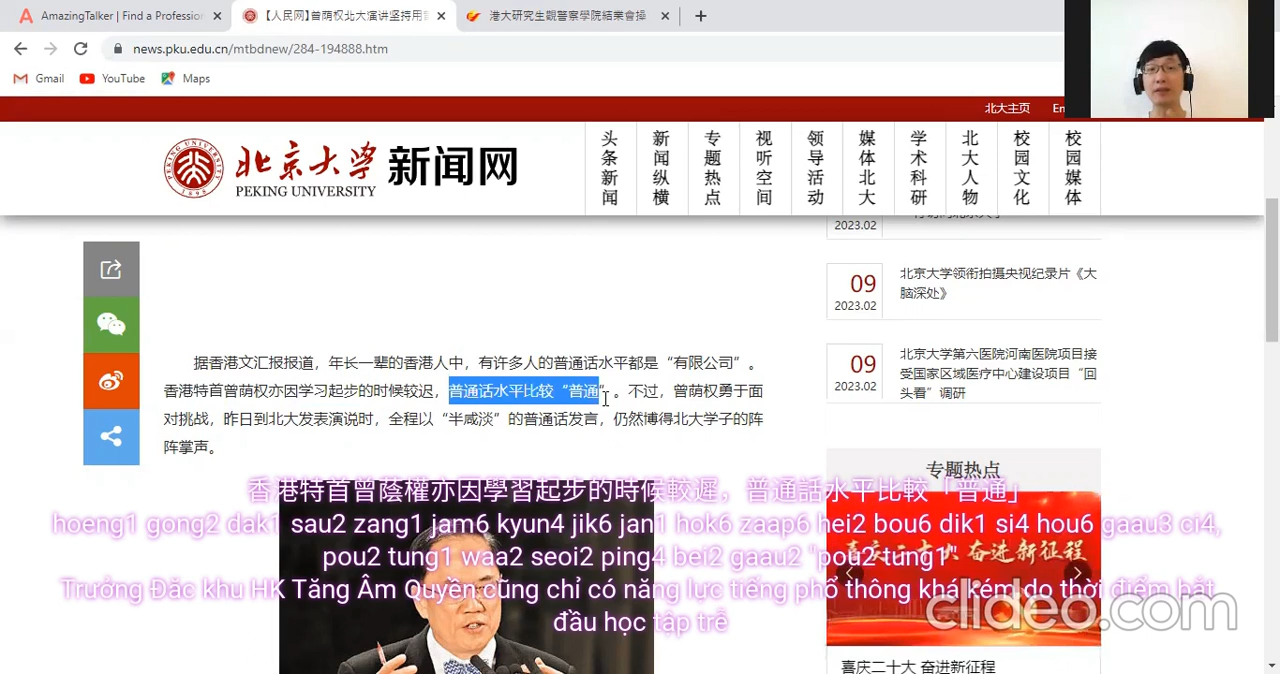 AmazingTalker | Find a Profession
【人民网】曾荫权北大演讲坚持用
港大研究生觀警察學院結業會操
news.pku.edu.cn/mtbdnew/284-194888.htm
Gmail
YouTube
Maps
北大主页
En
PEKING UNIVERSITY
1898
北京大学
PEKING UNIVERSITY
新闻网
头条新闻
新闻纵横
专题热点
视听空间
领导活动
媒体北大
学术科研
北大人物
校园文化
校园媒体
2023.02
09
2023.02
北京大学领衔拍摄央视纪录片《大
脑深处》
09
2023.02
北京大学第六医院河南医院项目接
受国家区域医疗中心建设项目“回
头看”调研
据香港文汇报报道，年长一辈的香港人中，有许多人的普通话水平都是“有限公司”。
香港特首曾荫权亦因学习起步的时候较迟，普通话水平比较“普通”。不过，曾荫权勇于面
对挑战，昨日到北大发表演说时，全程以“半咸淡”的普通话发言，仍然博得北大学子的阵
阵掌声。
专题热点
香港特首曾蔭權亦因學習起步的時候較遲，普通話水平比較「普通」
hoeng1 gong2 dak1 sau2 zang1 jam6 kyun4 jik6 jan1 hok6 zaap6 hei2 bou6 dik1 si4 hou6 gaau3 ci4,
pou2 tung1 waa2 seoi2 ping4 bei2 gaau2 "pou2 tung1"
Trưởng Đắc khu HK Tăng Âm Quyền cũng chỉ có năng lực tiếng phổ thông khá kém do thời điểm bắt
đầu học tập trễ
喜庆二十大 奋进新征程
clideo.com
喜庆二十大 奋进新征程